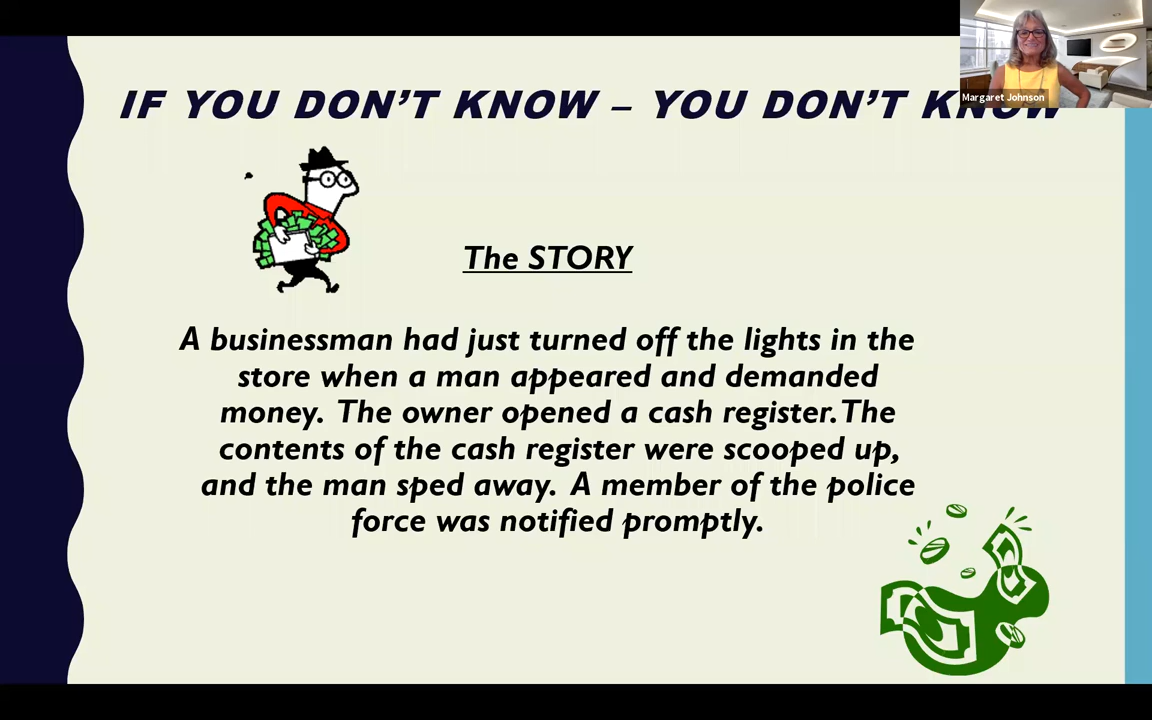 IF YOU DON'T KNOW – YOU DON'T KNOW
Margaret Johnson
The STORY
A businessman had just turned off the lights in the
store when a man appeared and demanded
money. The owner opened a cash register. The
contents of the cash register were scooped up,
and the man sped away. A member of the police
force was notified promptly.